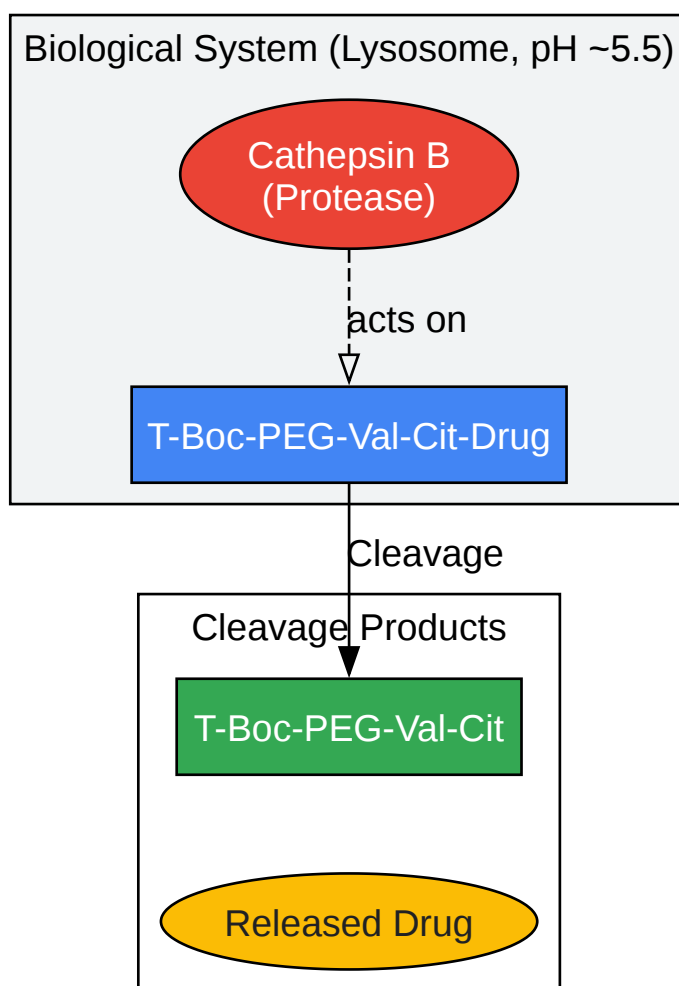 Biological System (Lysosome, pH ~5.5)
Cathepsin B
(Protease)
acts on
T-Boc-PEG-Val-Cit-Drug
Cleavage
Cleavage Products
T-Boc-PEG-Val-Cit
Released Drug